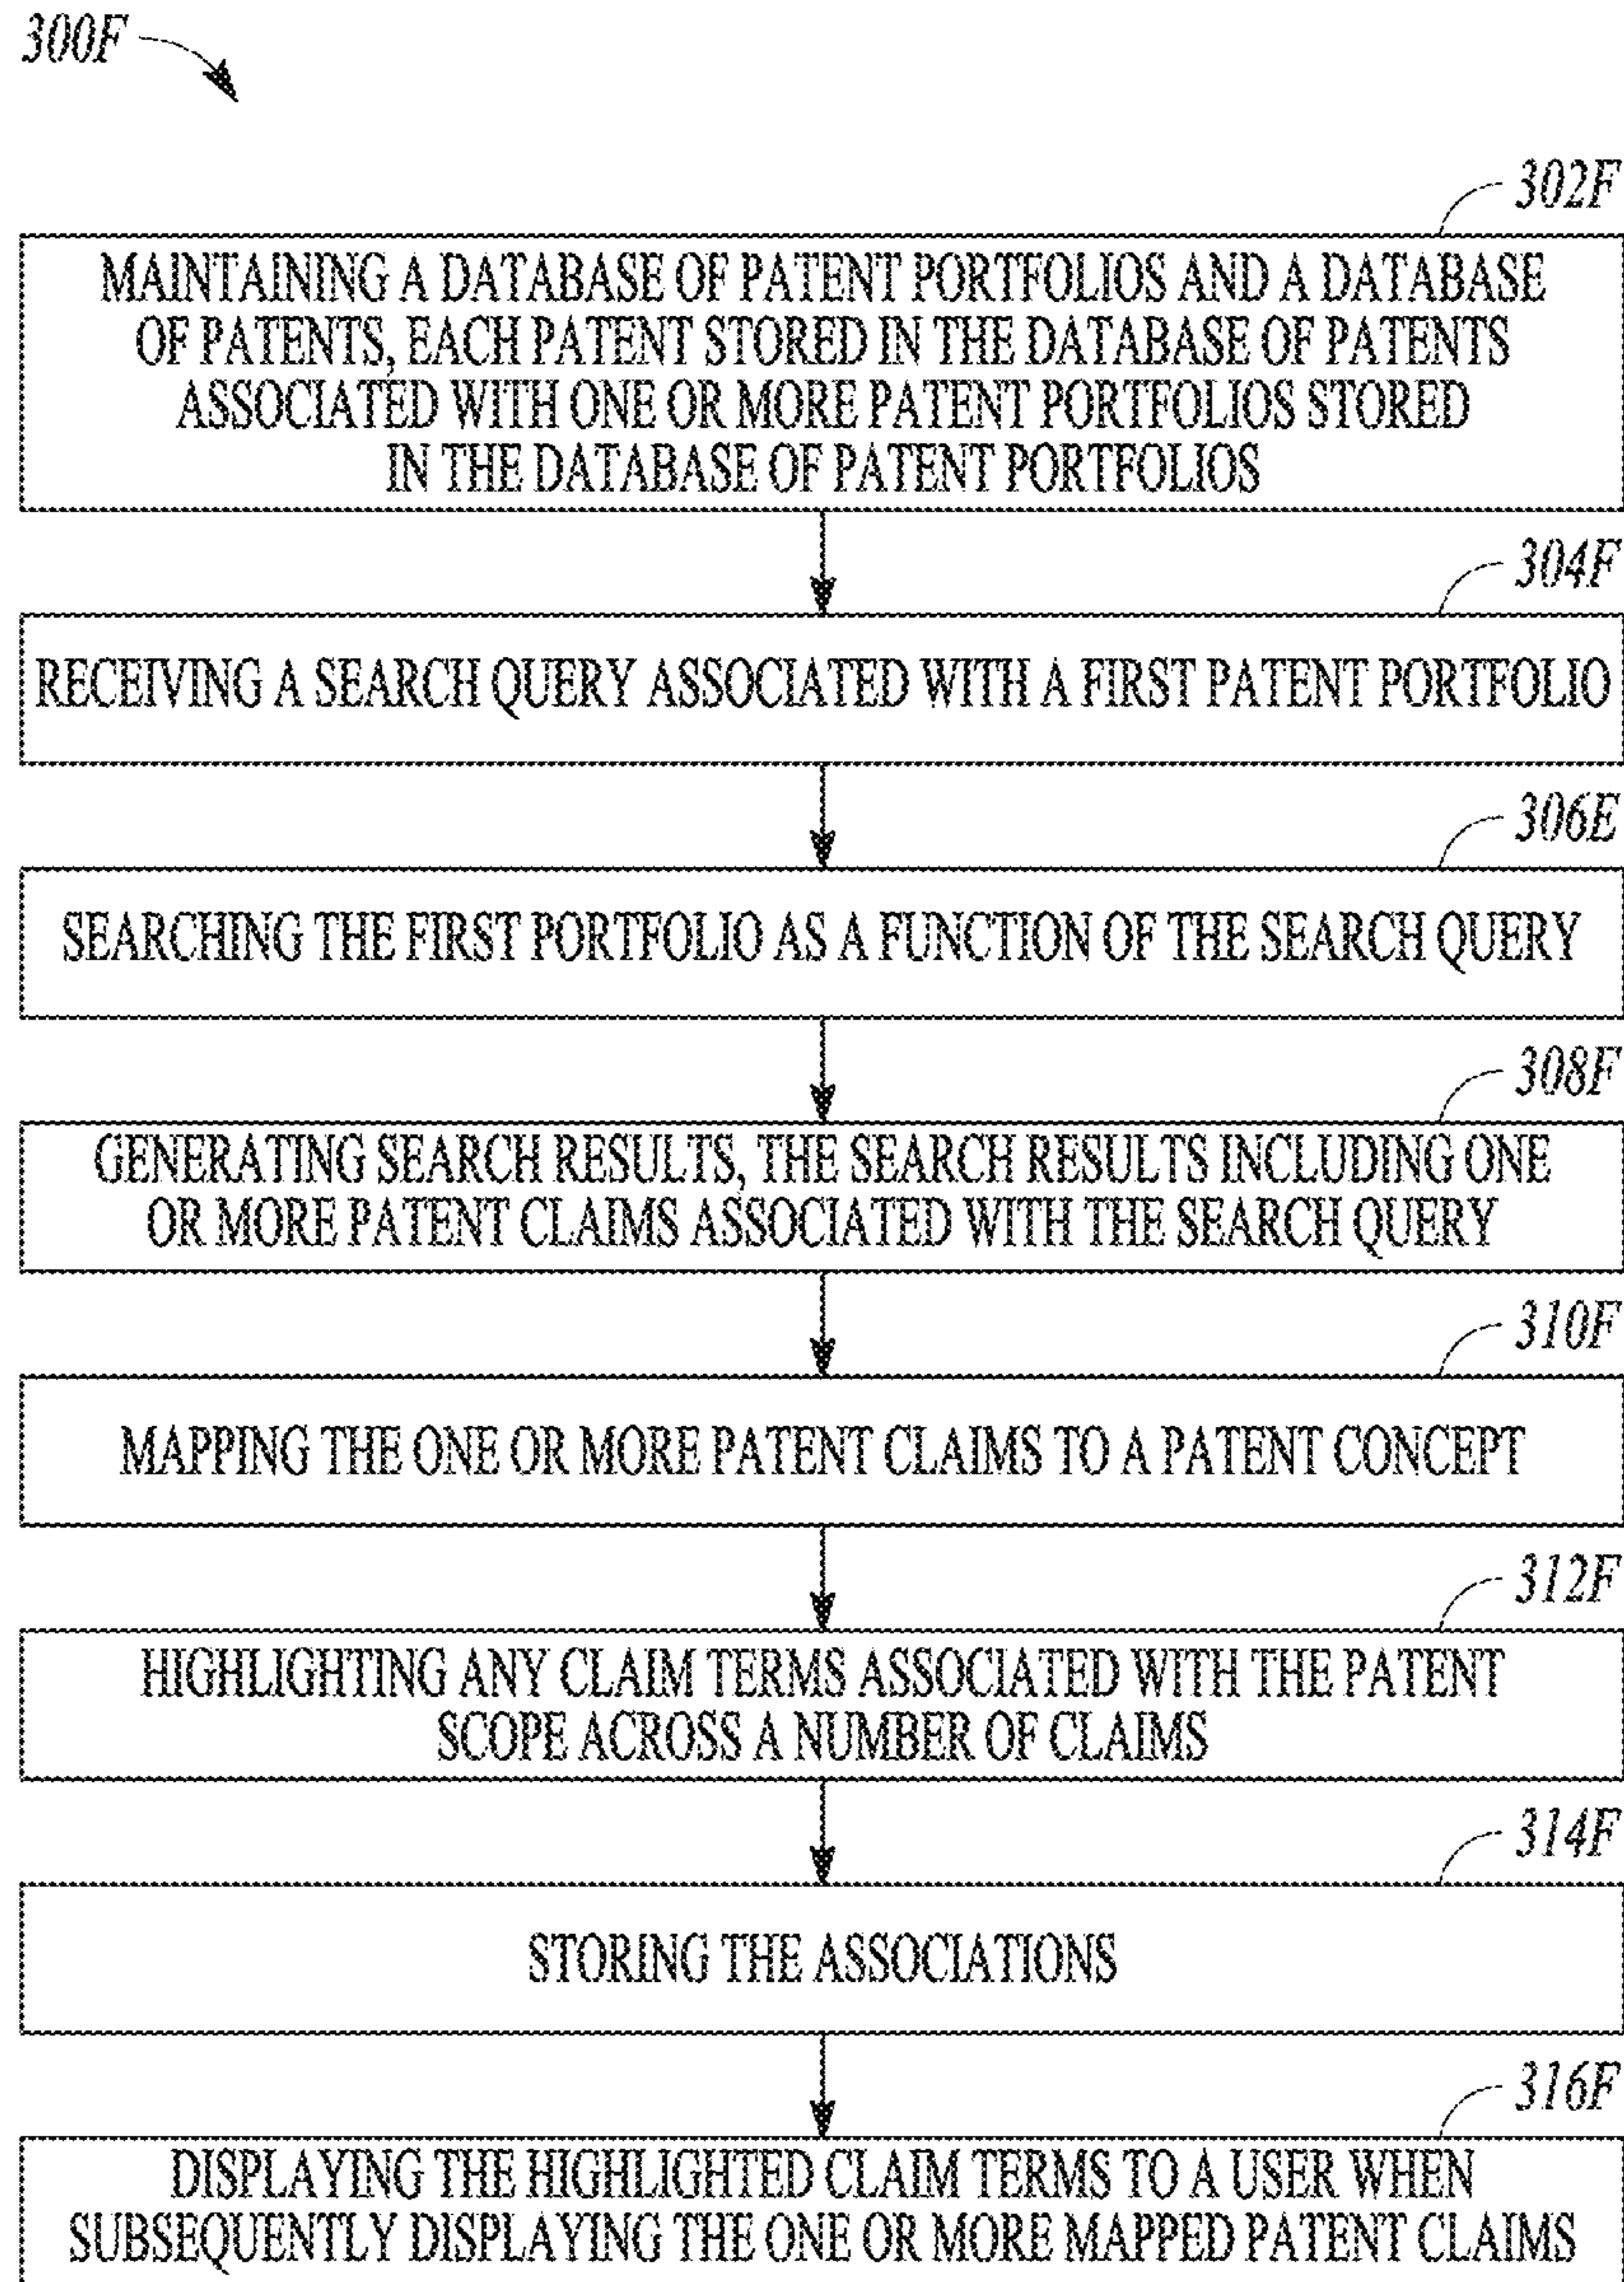 300F
302F
MAINTAINING A DATABASE OF PATENT PORTFOLIOS AND A DATABASE
OF PATENTS, EACH PATENT STORED IN THE DATABASE OF PATENTS
ASSOCIATED WITH ONE OR MORE PATENT PORTFOLIOS STORED
IN THE DATABASE OF PATENT PORTFOLIOS
304F
RECEIVING A SEARCH QUERY ASSOCIATED WITH A FIRST PATENT PORTFOLIO
306E
SEARCHING THE FIRST PORTFOLIO AS A FUNCTION OF THE SEARCH QUERY
308F
GENERATING SEARCH RESULTS, THE SEARCH RESULTS INCLUDING ONE
OR MORE PATENT CLAIMS ASSOCIATED WITH THE SEARCH QUERY
310F
MAPPING THE ONE OR MORE PATENT CLAIMS TO A PATENT CONCEPT
312F
HIGHLIGHTING ANY CLAIM TERMS ASSOCIATED WITH THE PATENT
SCOPE ACROSS A NUMBER OF CLAIMS
314F
STORING THE ASSOCIATIONS
316F
DISPLAYING THE HIGHLIGHTED CLAIM TERMS TO A USER WHEN
SUBSEQUENTLY DISPLAYING THE ONE OR MORE MAPPED PATENT CLAIMS